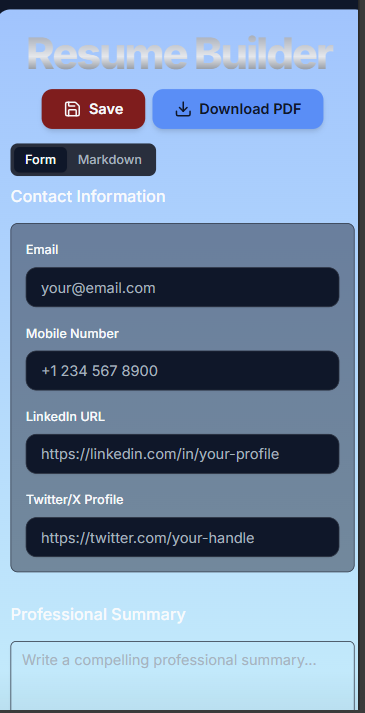 Resume Builder
Save
Download PDF
Form
Markdown
Contact Information
Email
your@email.com
Mobile Number
+1 234 567 8900
LinkedIn URL
https://linkedin.com/in/your-profile
Twitter/X Profile
https://twitter.com/your-handle
Professional Summary
Write a compelling professional summary...